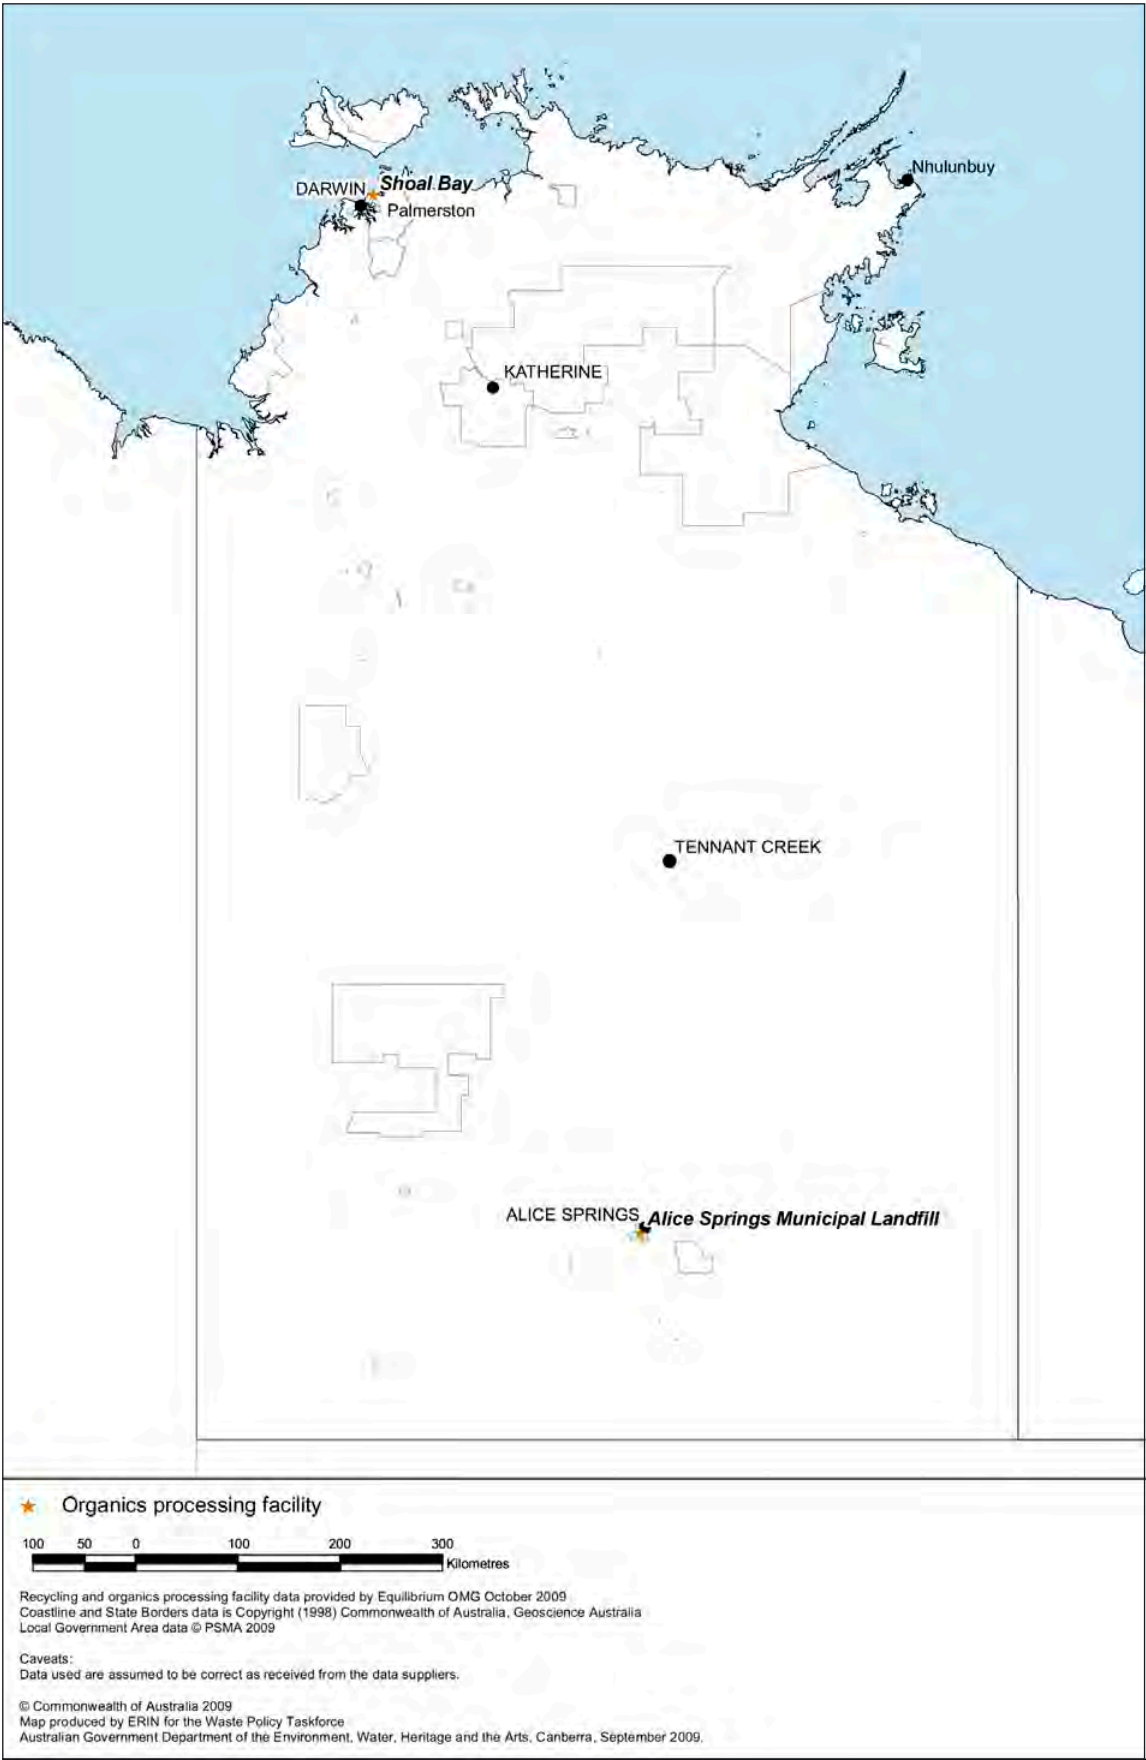 Nhulunbuy
DARWIN
Shoal Bay
Palmerston
KATHERINE
TENNANT CREEK
ALICE SPRINGS
Alice Springs Municipal Landfill
Organics processing facility
100 50 0 100 200 300
Kilometres
Recycling and organics processing facility data provided by Equilibrium OMG October 2009
Coastline and State Borders data is Copyright (1998) Commonwealth of Australia, Geoscience Australia
Local Government Area data © PSMA 2009
Caveats:
Data used are assumed to be correct as received from the data suppliers.
© Commonwealth of Australia 2009
Map produced by ERIN for the Waste Policy Taskforce
Australian Government Department of the Environment, Water, Heritage and the Arts, Canberra, September 2009.